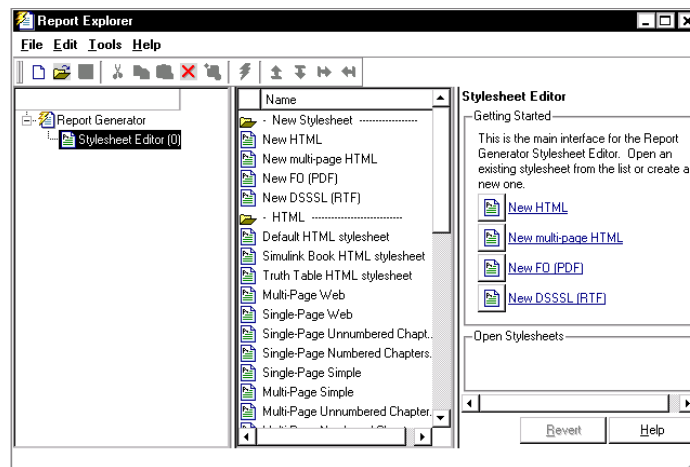 Report Explorer
File Edit Tools Help
Report Generator
Stylesheet Editor (0)
Name
- New Stylesheet -----------------
New HTML
New multi-page HTML
New FO (PDF)
New DSSSL (RTF)
- HTML --------------------------
Default HTML stylesheet
Simulink Book HTML stylesheet
Truth Table HTML stylesheet
Multi-Page Web
Single-Page Web
Single-Page Unnumbered Chapt..
Single-Page Numbered Chapters.
Single-Page Simple
Multi-Page Simple
Multi-Page Unnumbered Chapter.
Stylesheet Editor
Getting Started
This is the main interface for the Report
Generator Stylesheet Editor. Open an
existing stylesheet from the list or create a
new one.
New HTML
New multi-page HTML
New FO (PDF)
New DSSSL (RTF)
Open Stylesheets
Revert Help